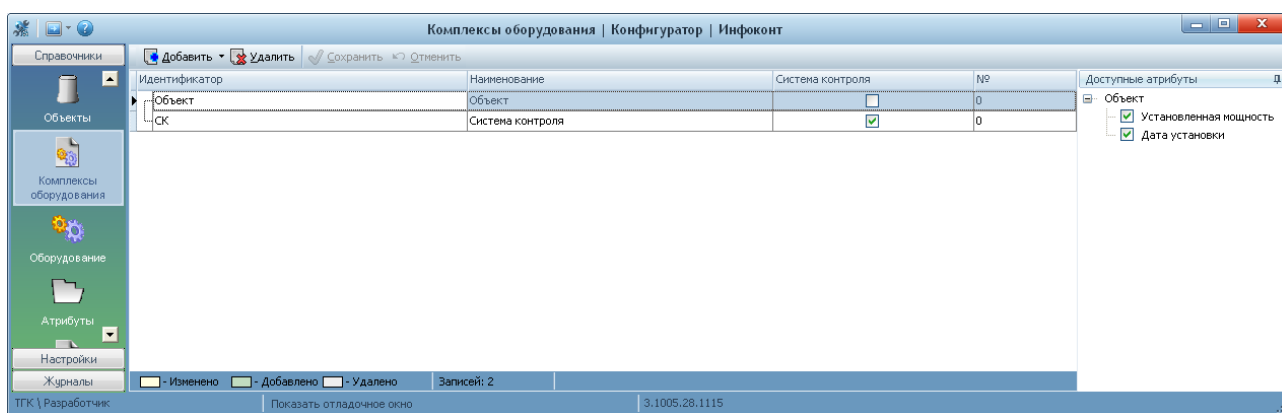 Комплексы оборудования | Конфигуратор | Инфоконт
Справочники
Добавить Удалить Сохранить Отменить
Идентификатор Наименование Система контроля № Доступные атрибуты
Объект Объект 0 Объект
СК Система контроля 0 Установленная мощность
Дата установки
Объекты
Комплексы
оборудования
Оборудование
Атрибуты
Настройки
Журналы - Изменено - Добавлено - Удалено Записей: 2
ТГК \ Разработчик Показать отладочное окно 3.1005.28.1115